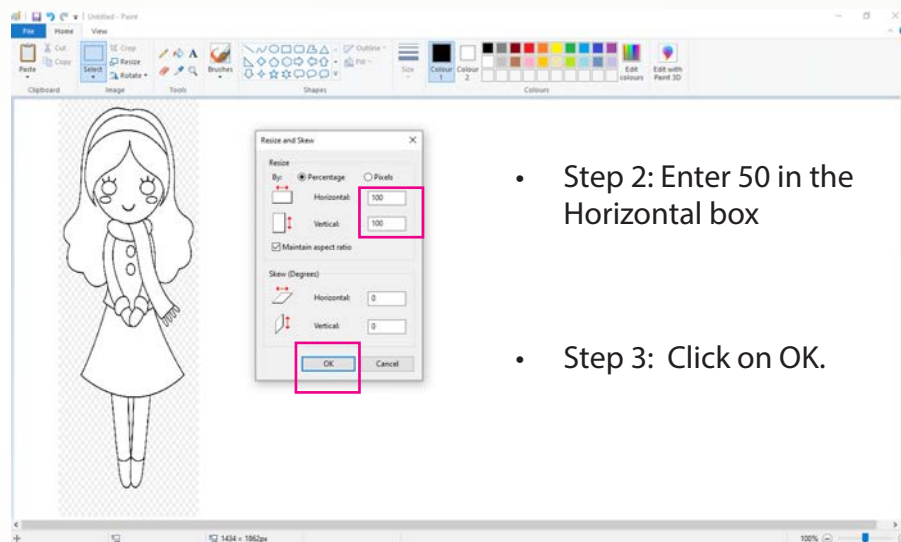 Untitled - Paint
File Home View
Paste
Cut
Copy
Clipboard
Select
Crop
Resize
Rotate
Image
Tools
Brushes
Shapes
Outline
Fill
Size
Colour 1
Colour 2
Colours
Edit colours
Edit with Paint 3D
Resize and Skew
Resize
By: Percentage Pixels
Horizontal: 100
Vertical: 100
Maintain aspect ratio
Skew (Degrees)
Horizontal: 0
Vertical: 0
OK Cancel
• Step 2: Enter 50 in the
Horizontal box
• Step 3: Click on OK.
1434 × 1862px
100%